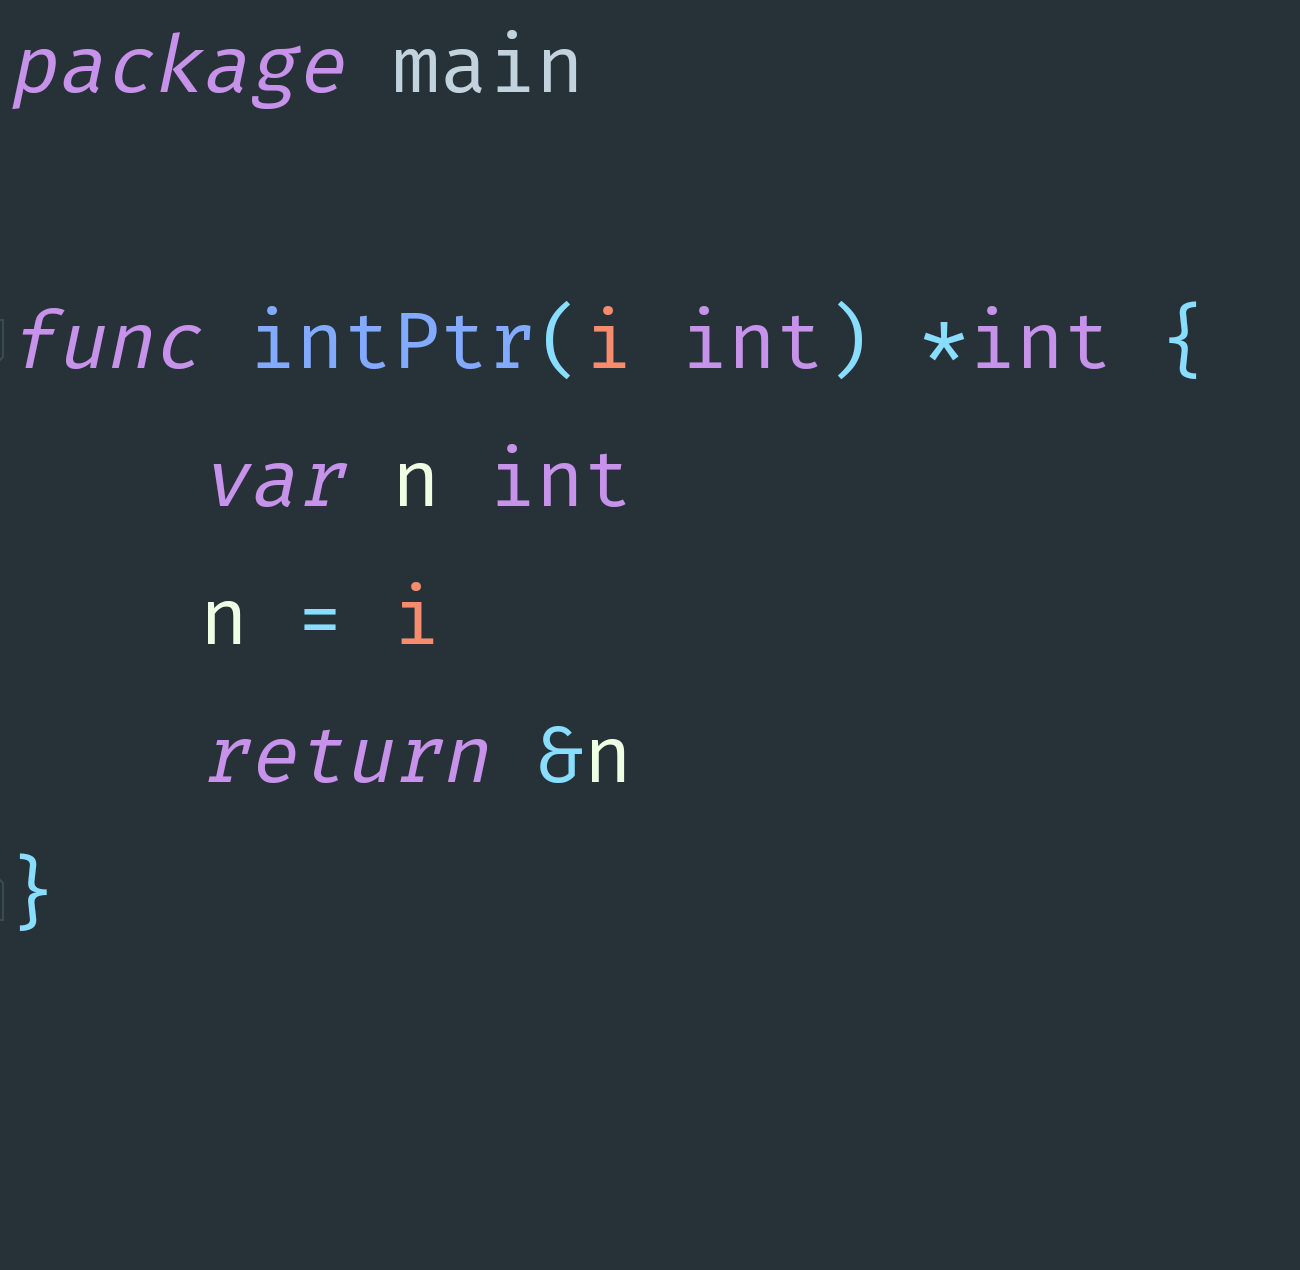 package main
func intPtr(i int) *int {
    var n int
    n = i
    return &n
}